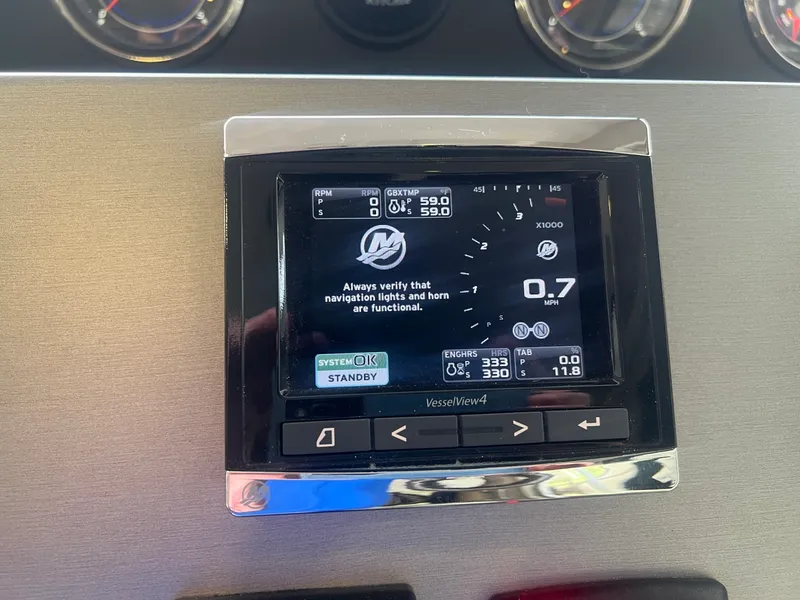 KITCHEN
RPM RPM
P 0
S 0
GBXTMP °F
P 59.0
S 59.0
45 45
3
X1000
2
M
Always verify that
navigation lights and horn
are functional.
1
0.7
MPH
S
P
N N
SYSTEM OK
STANDBY
ENGHRS HRS
P 333
S 330
TAB %
P 0.0
S 11.8
VesselView4
< >